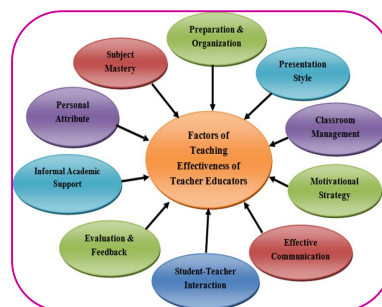 Preparation &
Organization
Subject
Mastery
Presentation
Style
Personal
Attribute
Classroom
Management
Factors of
Teaching
Effectiveness of
Teacher Educators
Informal Academic
Support
Motivational
Strategy
Evaluation &
Feedback
Effective
Communication
Student-Teacher
Interaction